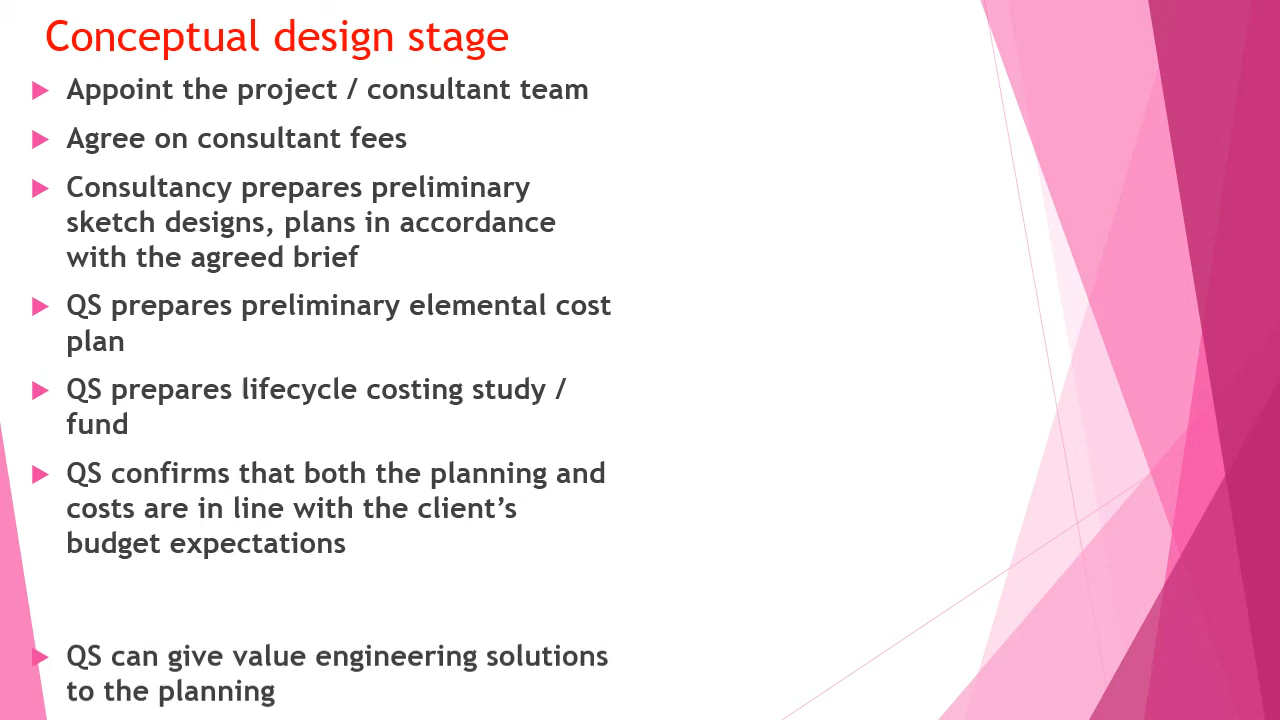 Conceptual design stage
Appoint the project / consultant team
Agree on consultant fees
Consultancy prepares preliminary
sketch designs, plans in accordance
with the agreed brief
QS prepares preliminary elemental cost
plan
QS prepares lifecycle costing study /
fund
QS confirms that both the planning and
costs are in line with the client’s
budget expectations
QS can give value engineering solutions
to the planning